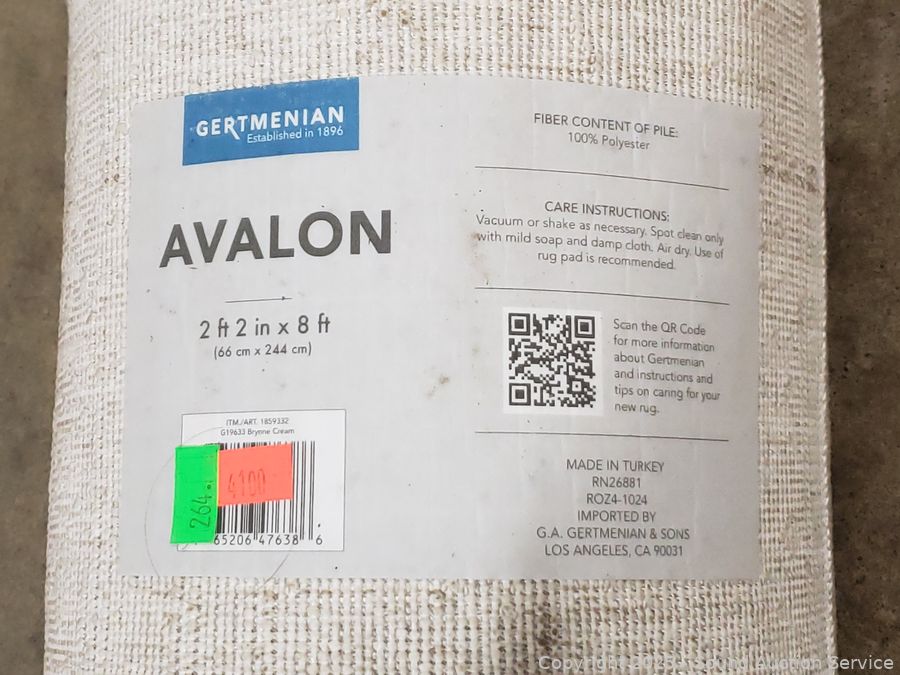 GERTMENIAN
Established in 1896
AVALON
2 ft 2 in x 8 ft
(66 cm x 244 cm)
ITM./ART. 1859332
G19633 Brynne Cream
264
4100
65206 47638 6
FIBER CONTENT OF PILE:
100% Polyester
CARE INSTRUCTIONS:
Vacuum or shake as necessary. Spot clean only
with mild soap and damp cloth. Air dry. Use of
rug pad is recommended.
Scan the QR Code
for more information
about Gertmenian
and instructions and
tips on caring for your
new rug.
MADE IN TURKEY
RN26881
ROZ4-1024
IMPORTED BY
G.A. GERTMENIAN & SONS
LOS ANGELES, CA 90031
Copyright Sound Auction Service